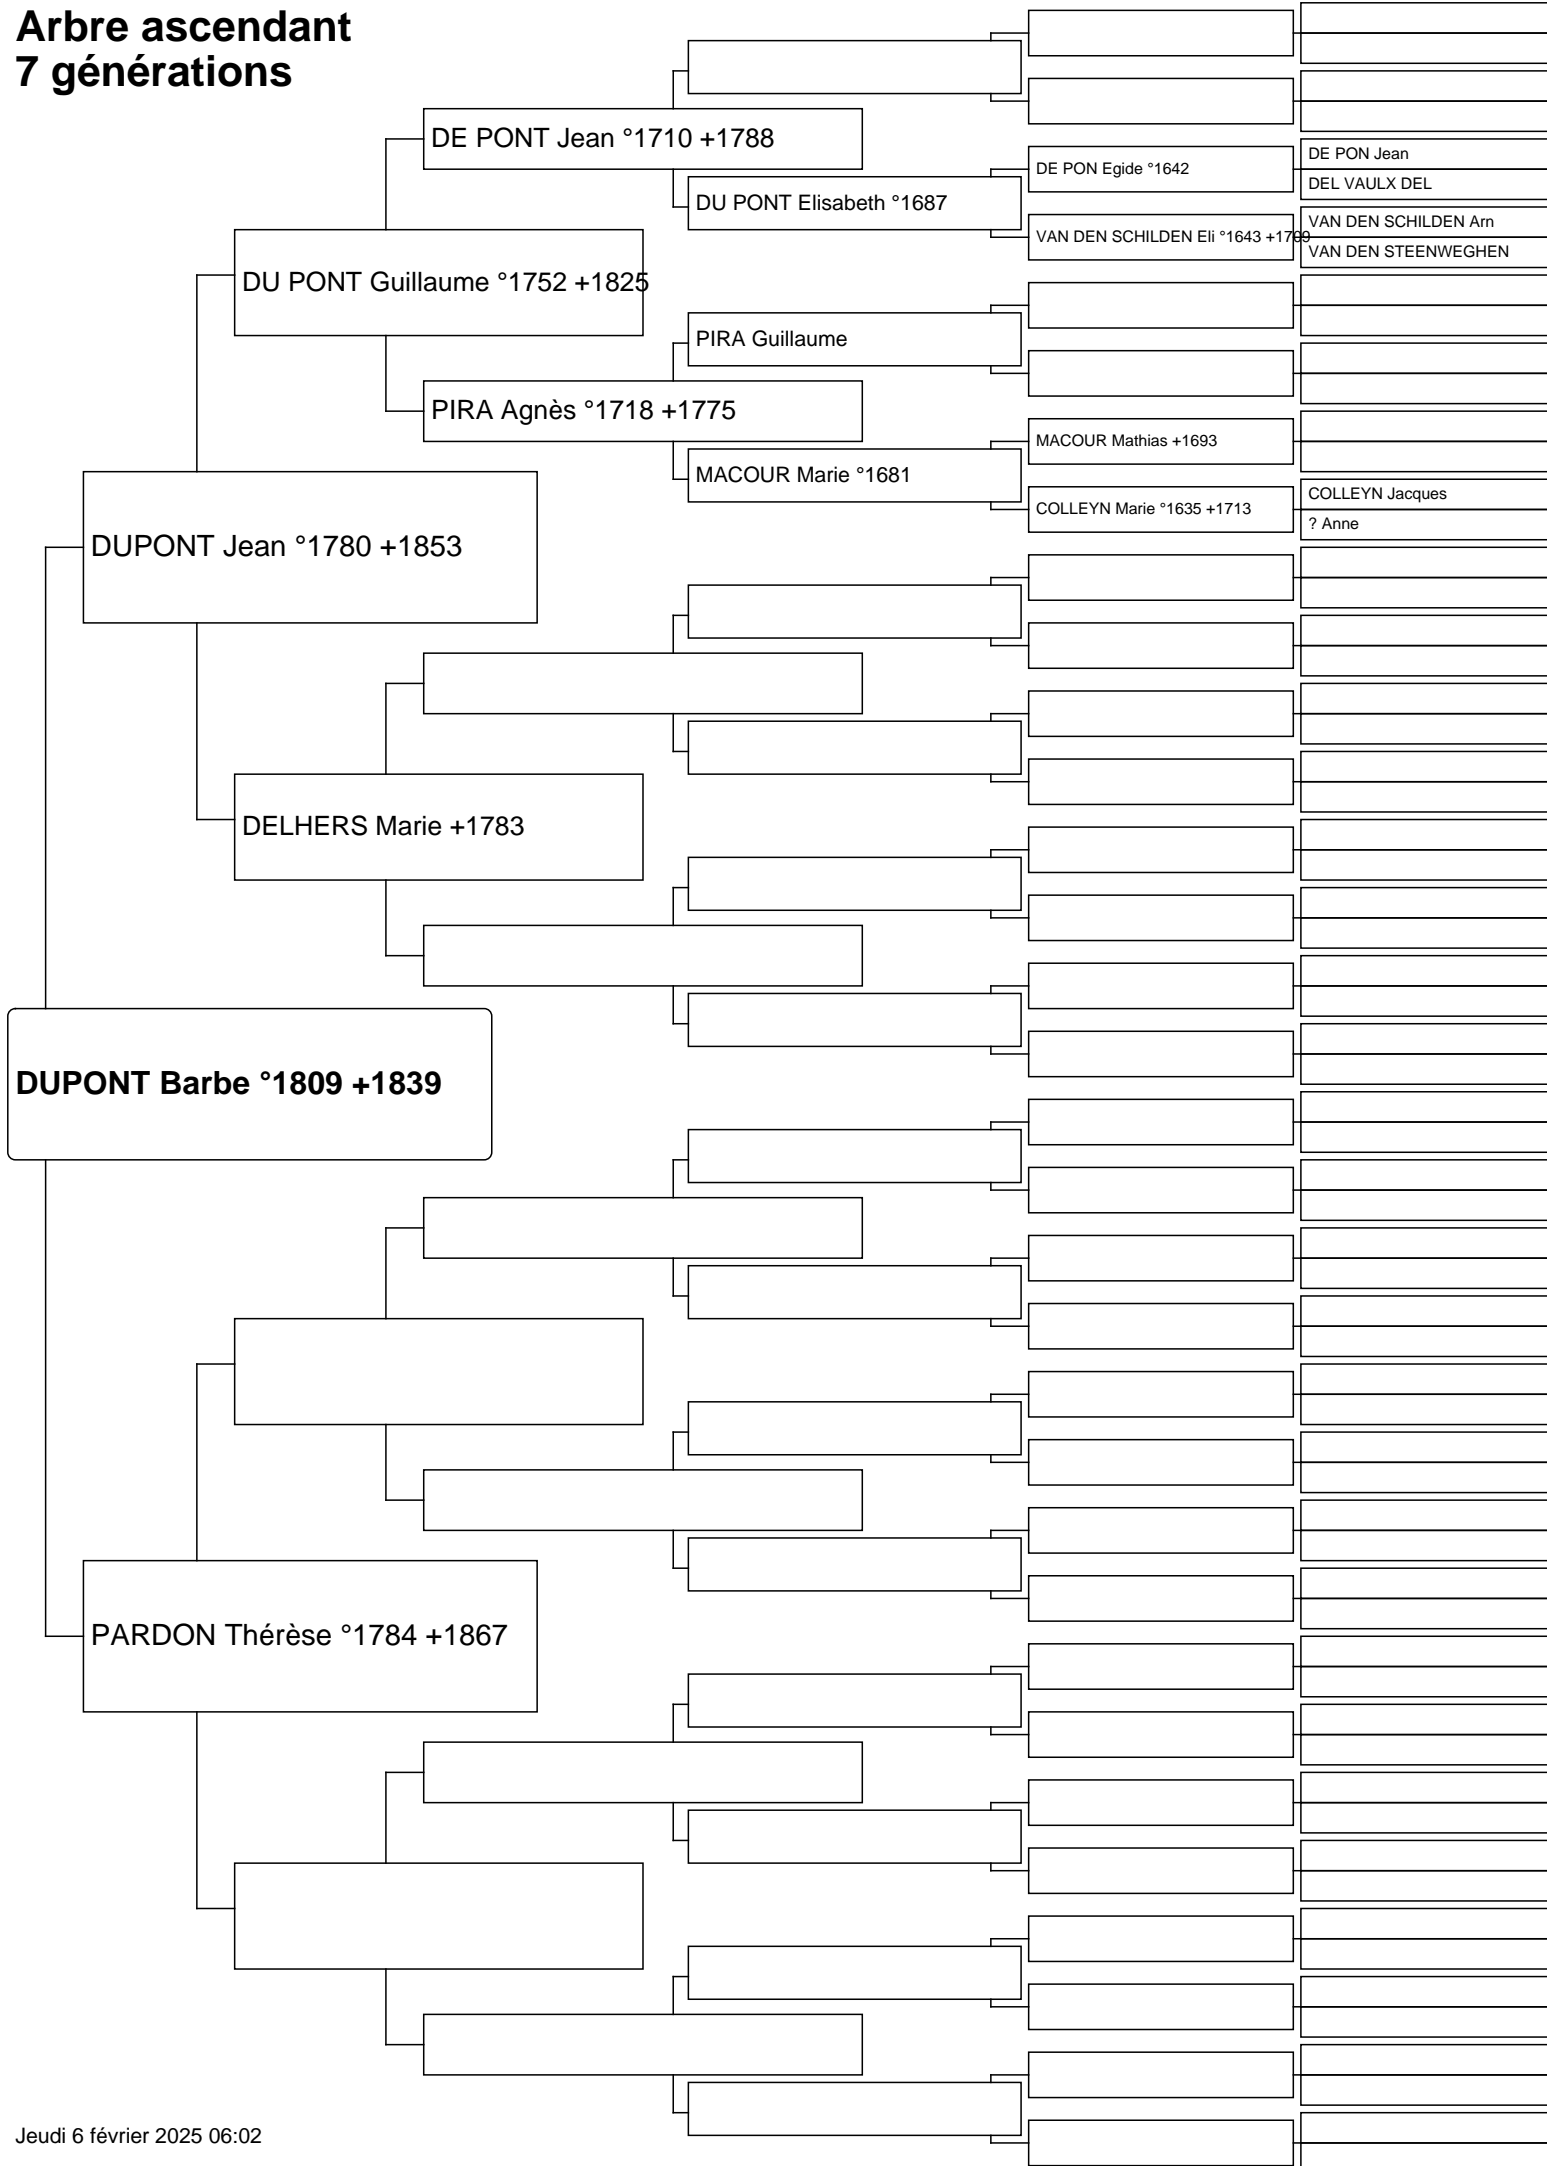 Arbre ascendant
7 générations
DE PONT Jean °1710 +1788
DE PON Egide °1642
DE PON Jean
DEL VAULX DEL
DU PONT Elisabeth °1687
VAN DEN SCHILDEN Eli °1643 +1709
VAN DEN SCHILDEN Arn
VAN DEN STEENWEGHEN
DU PONT Guillaume °1752 +1825
PIRA Guillaume
PIRA Agnès °1718 +1775
MACOUR Mathias +1693
MACOUR Marie °1681
COLLEYN Marie °1635 +1713
COLLEYN Jacques
? Anne
DUPONT Jean °1780 +1853
DELHERS Marie +1783
DUPONT Barbe °1809 +1839
PARDON Thérèse °1784 +1867
Jeudi 6 février 2025 06:02